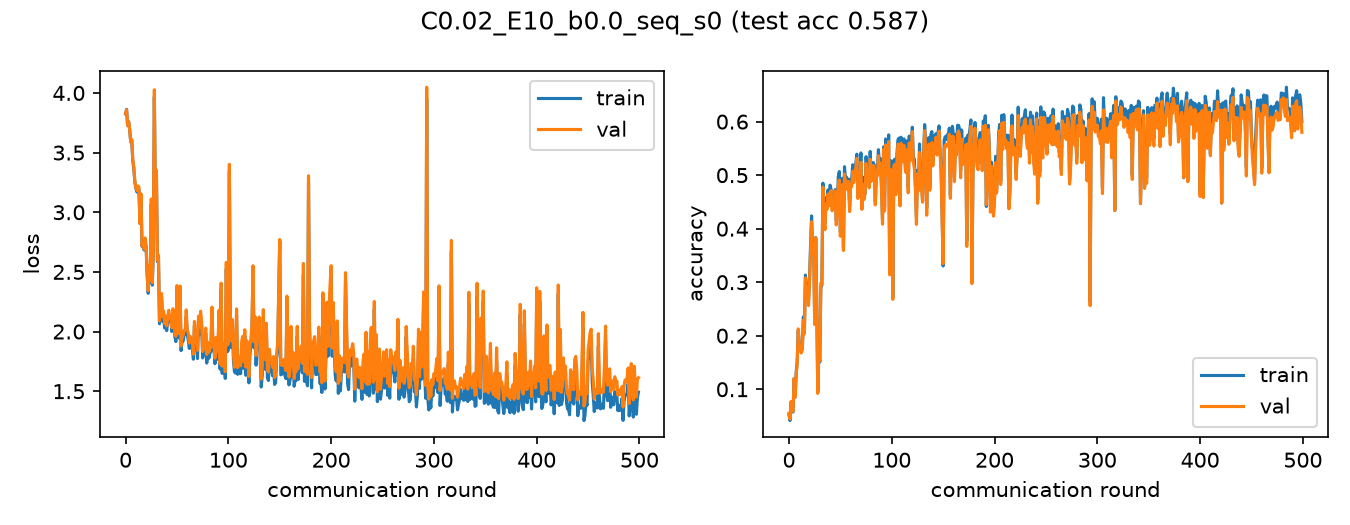 C0.02_E10_b0.0_seq_s0 (test acc 0.587)
loss
4.0
3.5
3.0
2.5
2.0
1.5
0 100 200 300 400 500
communication round
train
val
accuracy
0.6
0.5
0.4
0.3
0.2
0.1
0 100 200 300 400 500
communication round
train
val